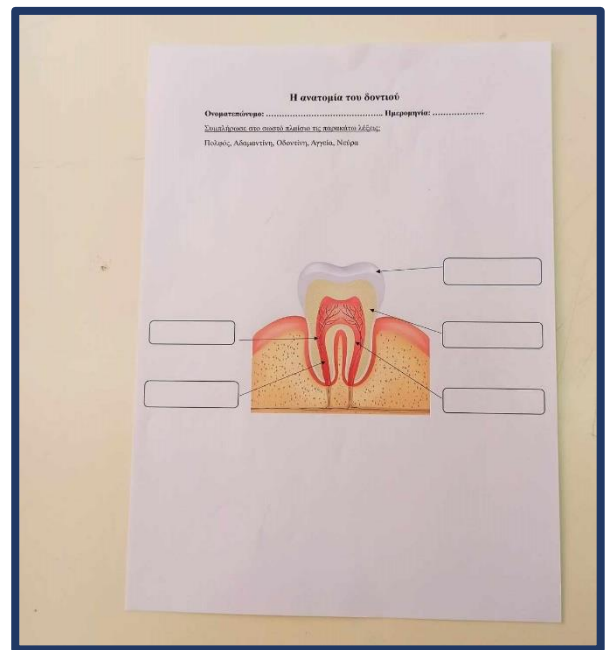 Η ανατομία του δοντιού
Ονοματεπώνυμο: ................................................ Ημερομηνία: ....................
Συμπλήρωσε στο σωστό πλαίσιο τις παρακάτω λέξεις:
Πολφός, Αδαμαντίνη, Οδοντίνη, Αγγεία, Νεύρα